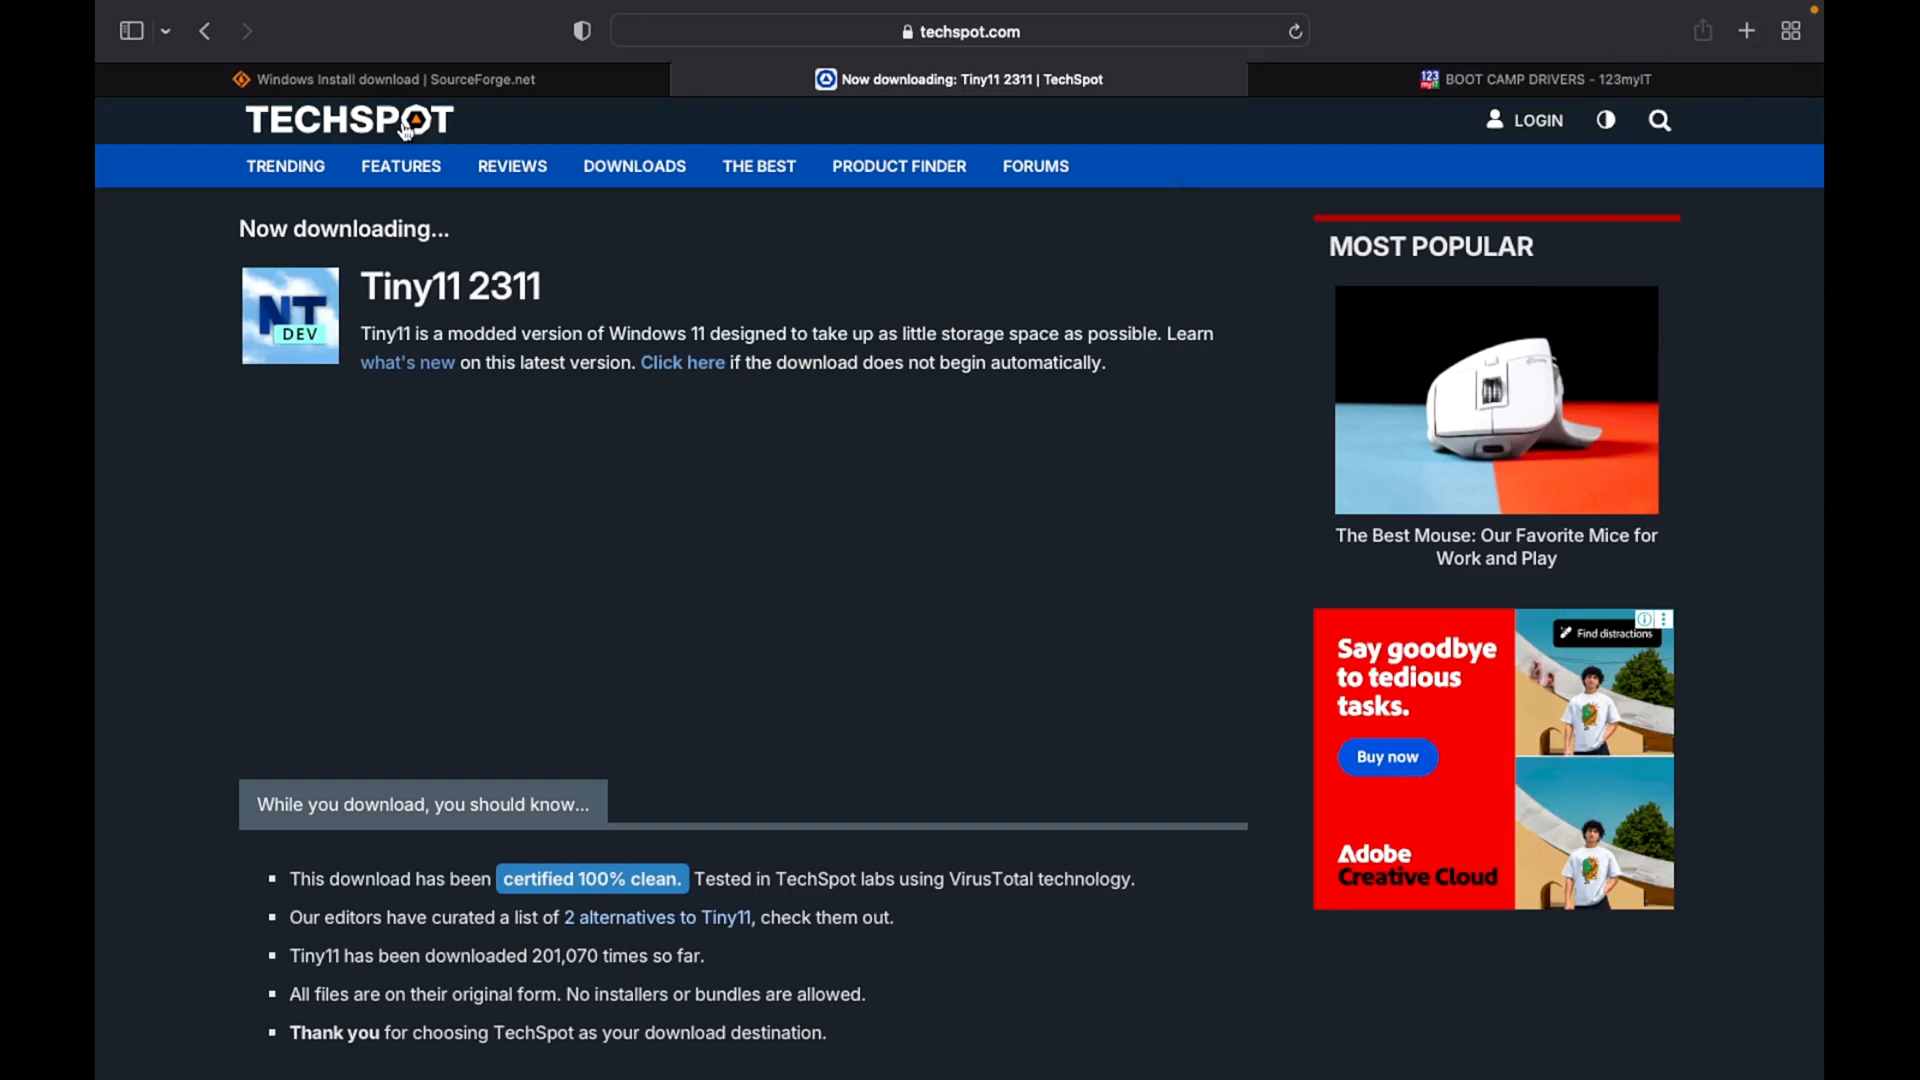 techspot.com
Windows Install download | SourceForge.net
Now downloading: Tiny11 2311 | TechSpot
123
myIT
BOOT CAMP DRIVERS - 123myIT
TECHSPOT
LOGIN
TRENDING FEATURES REVIEWS DOWNLOADS THE BEST PRODUCT FINDER FORUMS
Now downloading...
NT
DEV
Tiny11 2311
Tiny11 is a modded version of Windows 11 designed to take up as little storage space as possible. Learn
what's new on this latest version. Click here if the download does not begin automatically.
MOST POPULAR
The Best Mouse: Our Favorite Mice for
Work and Play
Say goodbye
to tedious
tasks.
Buy now
Find distractions
Adobe
Creative Cloud
While you download, you should know...
▪ This download has been certified 100% clean. Tested in TechSpot labs using VirusTotal technology.
▪ Our editors have curated a list of 2 alternatives to Tiny11, check them out.
▪ Tiny11 has been downloaded 201,070 times so far.
▪ All files are on their original form. No installers or bundles are allowed.
▪ Thank you for choosing TechSpot as your download destination.